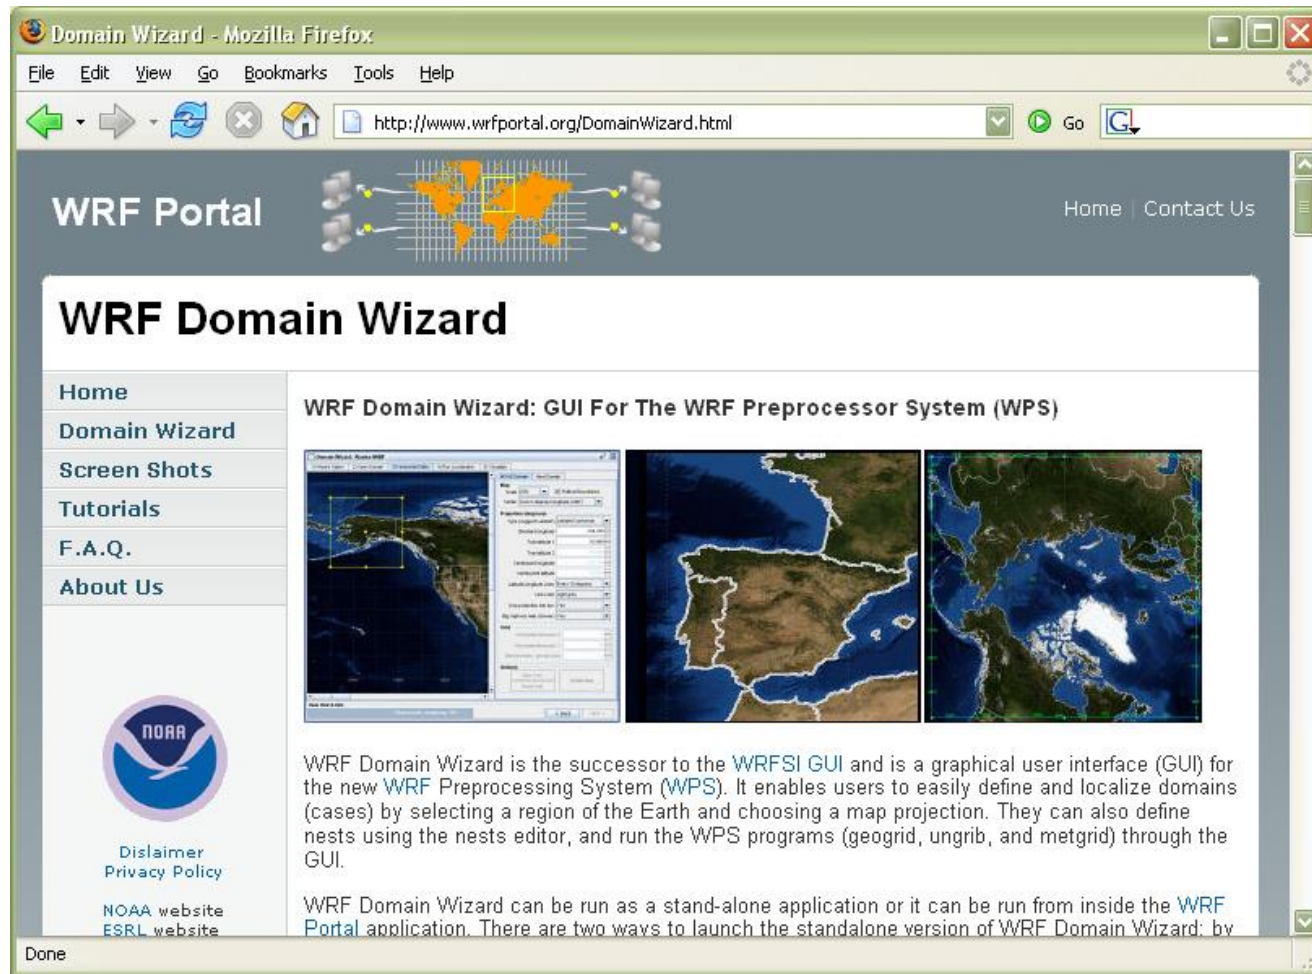 Domain Wizard - Mozilla Firefox
File Edit View Go Bookmarks Tools Help
http://www.wrfportal.org/DomainWizard.html Go G
WRF Portal
Home | Contact Us
WRF Domain Wizard
Home
Domain Wizard
Screen Shots
Tutorials
F.A.Q.
About Us
NOAA
Dislaimer
Privacy Policy
NOAA website
ESRL website
WRF Domain Wizard: GUI For The WRF Preprocessor System (WPS)
WRF Domain Wizard is the successor to the WRFSI GUI and is a graphical user interface (GUI) for
the new WRF Preprocessing System (WPS). It enables users to easily define and localize domains
(cases) by selecting a region of the Earth and choosing a map projection. They can also define
nests using the nests editor, and run the WPS programs (geogrid, ungrib, and metgrid) through the
GUI.
WRF Domain Wizard can be run as a stand-alone application or it can be run from inside the WRF
Portal application. There are two ways to launch the standalone version of WRF Domain Wizard: by
Done